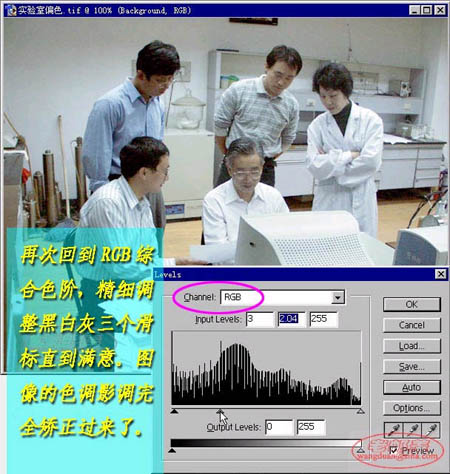 实验室偏色.tif @ 100% (Background, RGB)
再次回到 RGB 综
合色阶，精细调
整黑白灰三个滑
标直到满意。图
像的色调影调完
全矫正过来了。
Levels
Channel: RGB
Input Levels: 3 2.04 255
Output Levels: 0 255
OK
Cancel
Load...
Save...
Auto
Options...
Preview